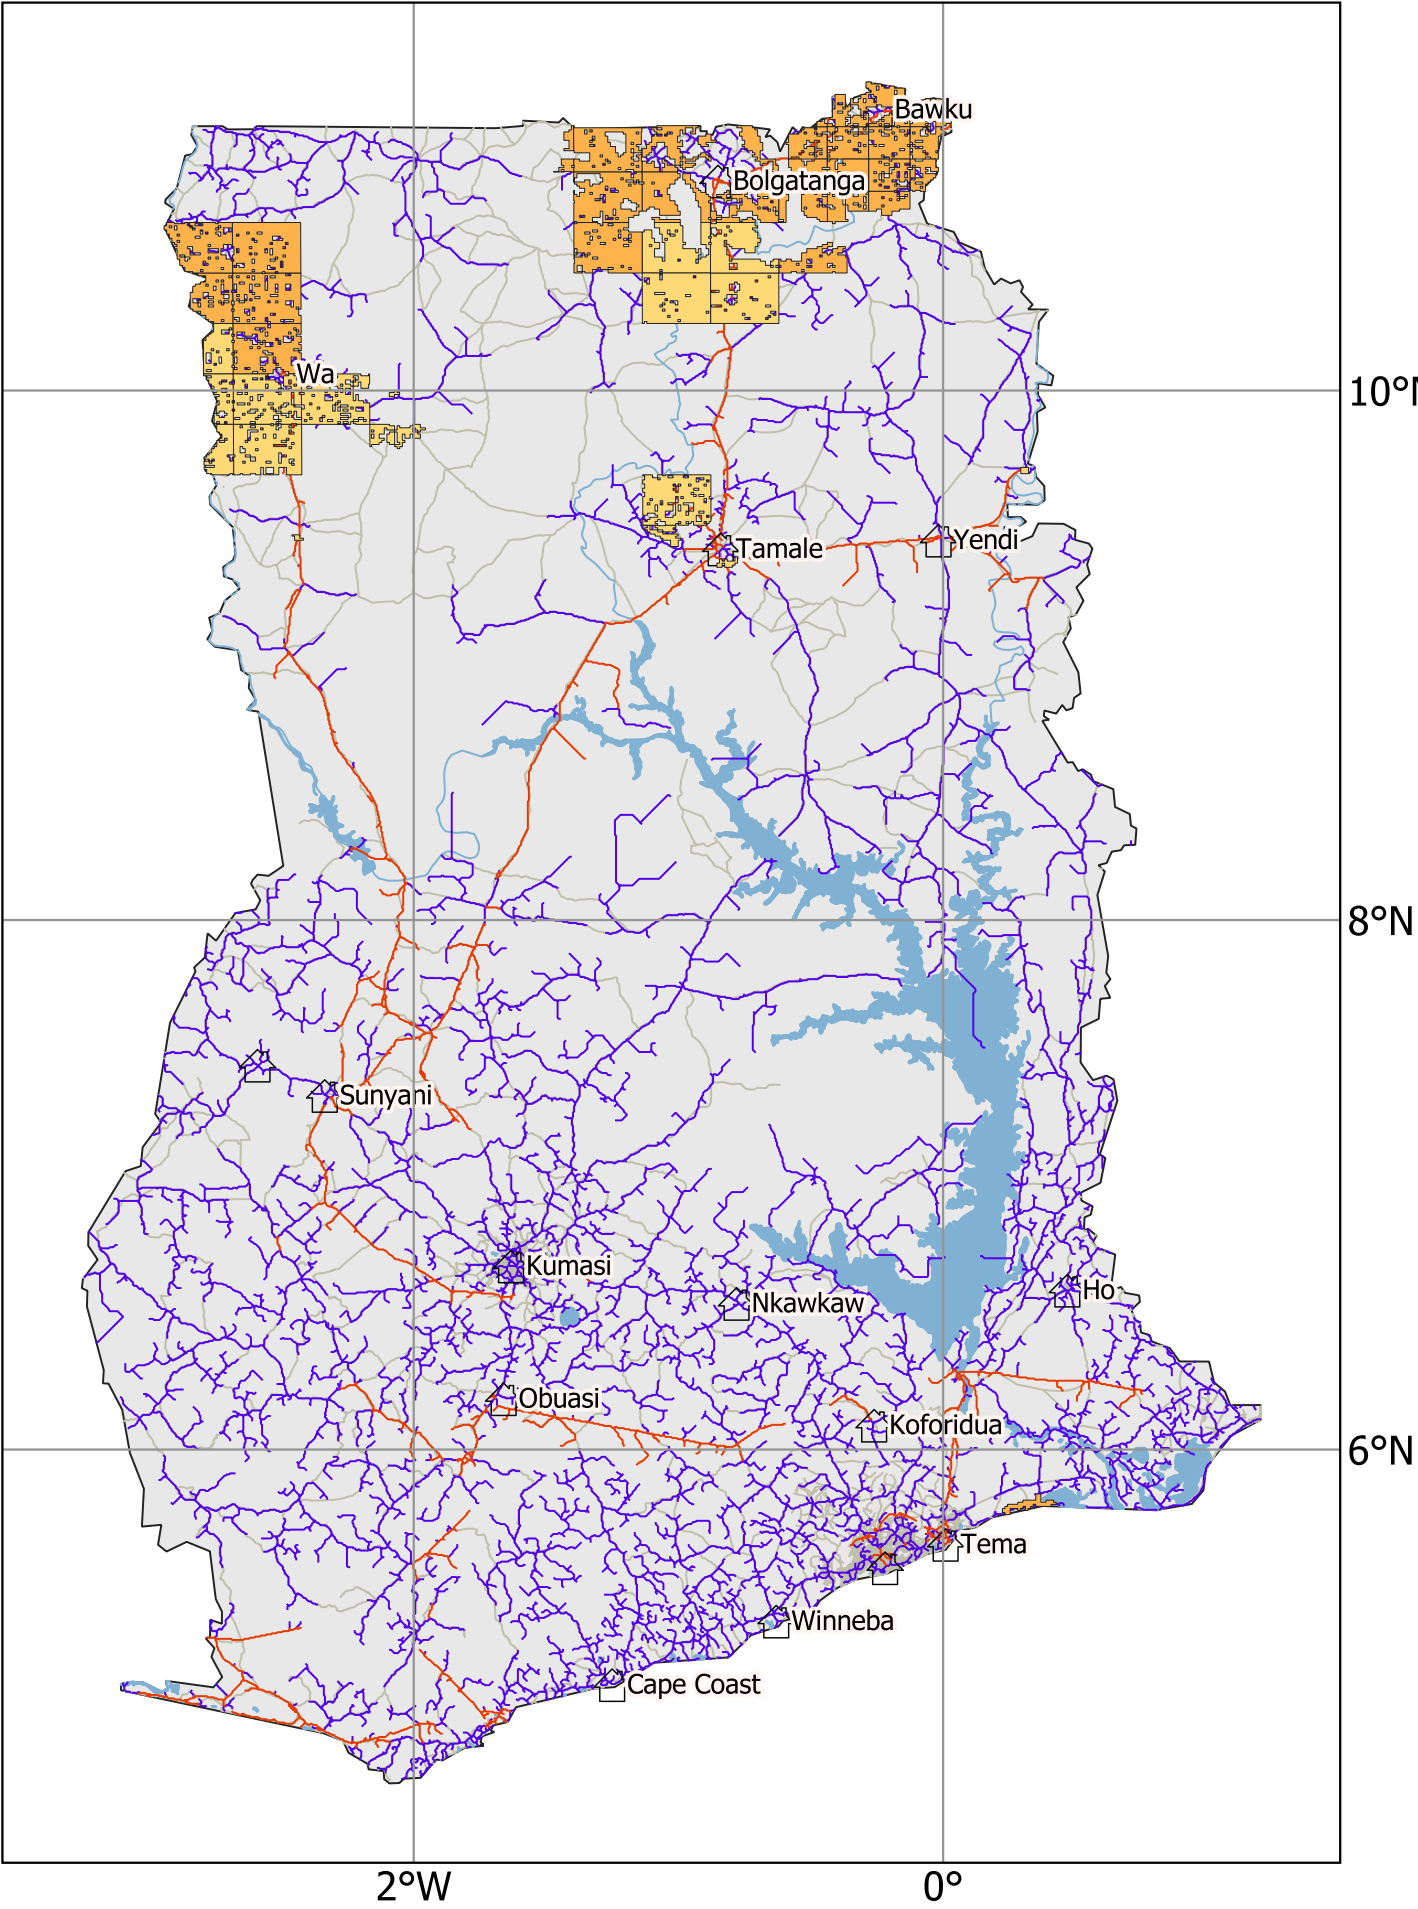 Bawku
Bolgatanga
Wa
10°N
Tamale
Yendi
8°N
Sunyani
Kumasi
Nkawkaw
Ho
Obuasi
Koforidua
6°N
Tema
Winneba
Cape Coast
2°W
0°